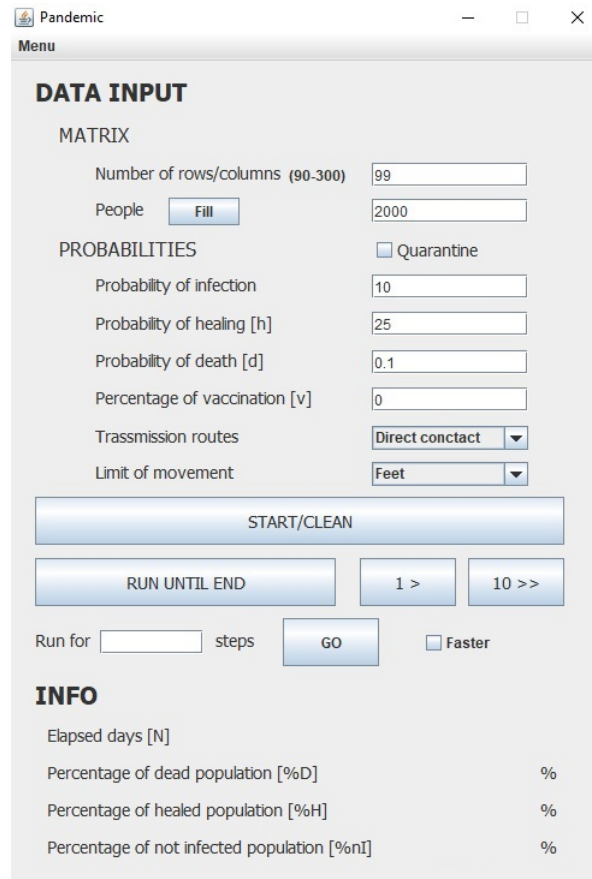 Pandemic
Menu
DATA INPUT
MATRIX
Number of rows/columns (90-300) 99
People Fill 2000
PROBABILITIES Quarantine
Probability of infection 10
Probability of healing [h] 25
Probability of death [d] 0.1
Percentage of vaccination [v] 0
Trassmission routes Direct conctact
Limit of movement Feet
START/CLEAN
RUN UNTIL END 1 > 10 >>
Run for steps GO Faster
INFO
Elapsed days [N]
Percentage of dead population [%D] %
Percentage of healed population [%H] %
Percentage of not infected population [%nI] %